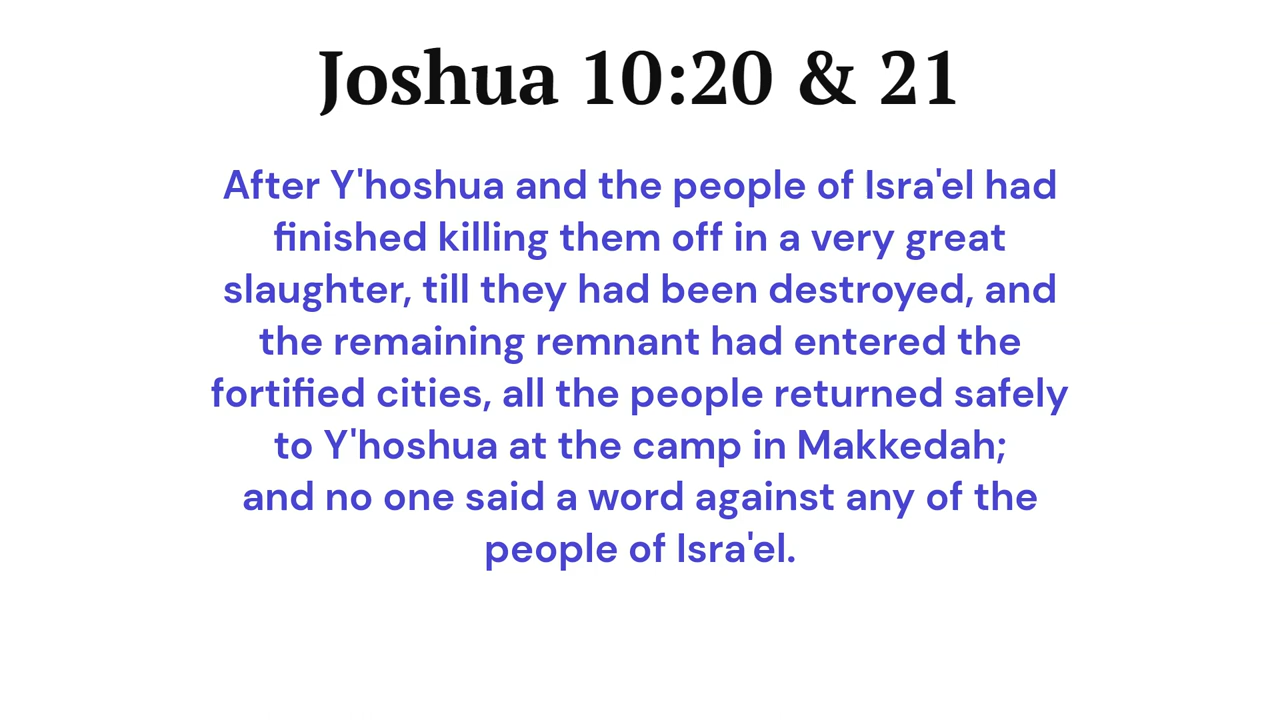 Joshua 10:20 & 21
After Y'hoshua and the people of Isra'el had
finished killing them off in a very great
slaughter, till they had been destroyed, and
the remaining remnant had entered the
fortified cities, all the people returned safely
to Y'hoshua at the camp in Makkedah;
and no one said a word against any of the
people of Isra'el.